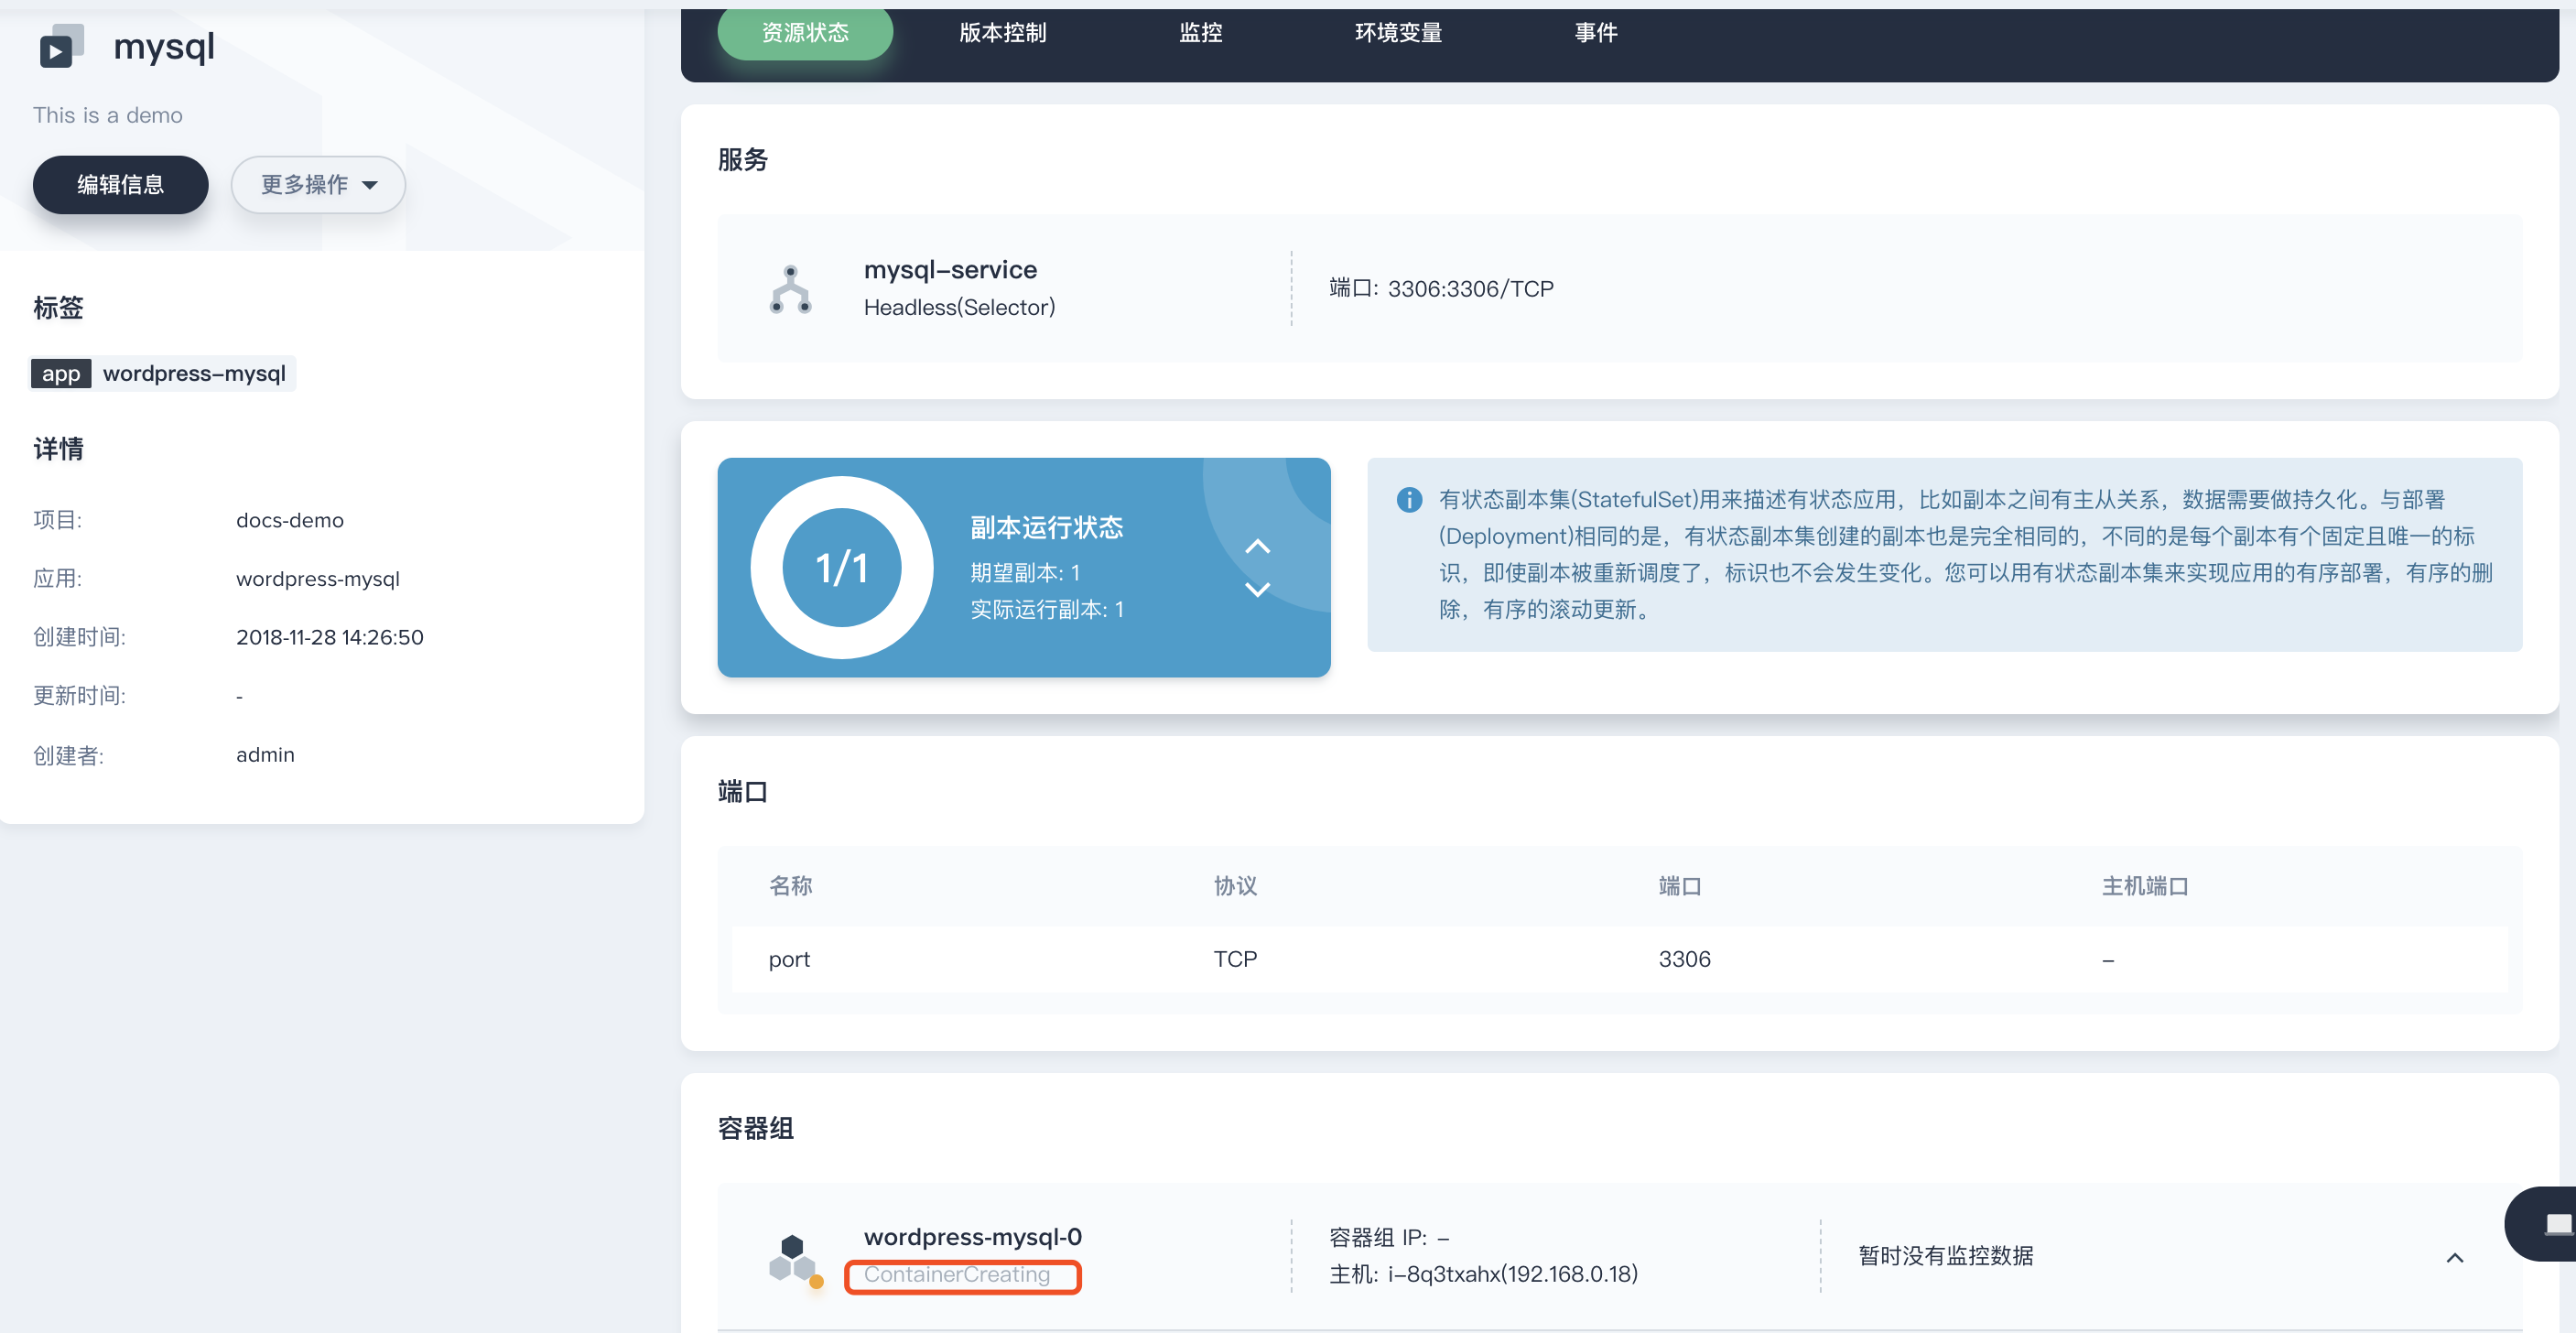 mysql
This is a demo
编辑信息
更多操作
标签
app wordpress-mysql
详情
项目: docs-demo
应用: wordpress-mysql
创建时间: 2018-11-28 14:26:50
更新时间: -
创建者: admin
资源状态 版本控制 监控 环境变量 事件
服务
mysql-service
Headless(Selector)
端口: 3306:3306/TCP
1/1
副本运行状态
期望副本: 1
实际运行副本: 1
有状态副本集(StatefulSet)用来描述有状态应用，比如副本之间有主从关系，数据需要做持久化。与部署
(Deployment)相同的是，有状态副本集创建的副本也是完全相同的，不同的是每个副本有个固定且唯一的标
识，即使副本被重新调度了，标识也不会发生变化。您可以用有状态副本集来实现应用的有序部署，有序的删
除，有序的滚动更新。
端口
名称 协议 端口 主机端口
port TCP 3306 -
容器组
wordpress-mysql-0
ContainerCreating
容器组 IP: -
主机: i-8q3txahx(192.168.0.18)
暂时没有监控数据